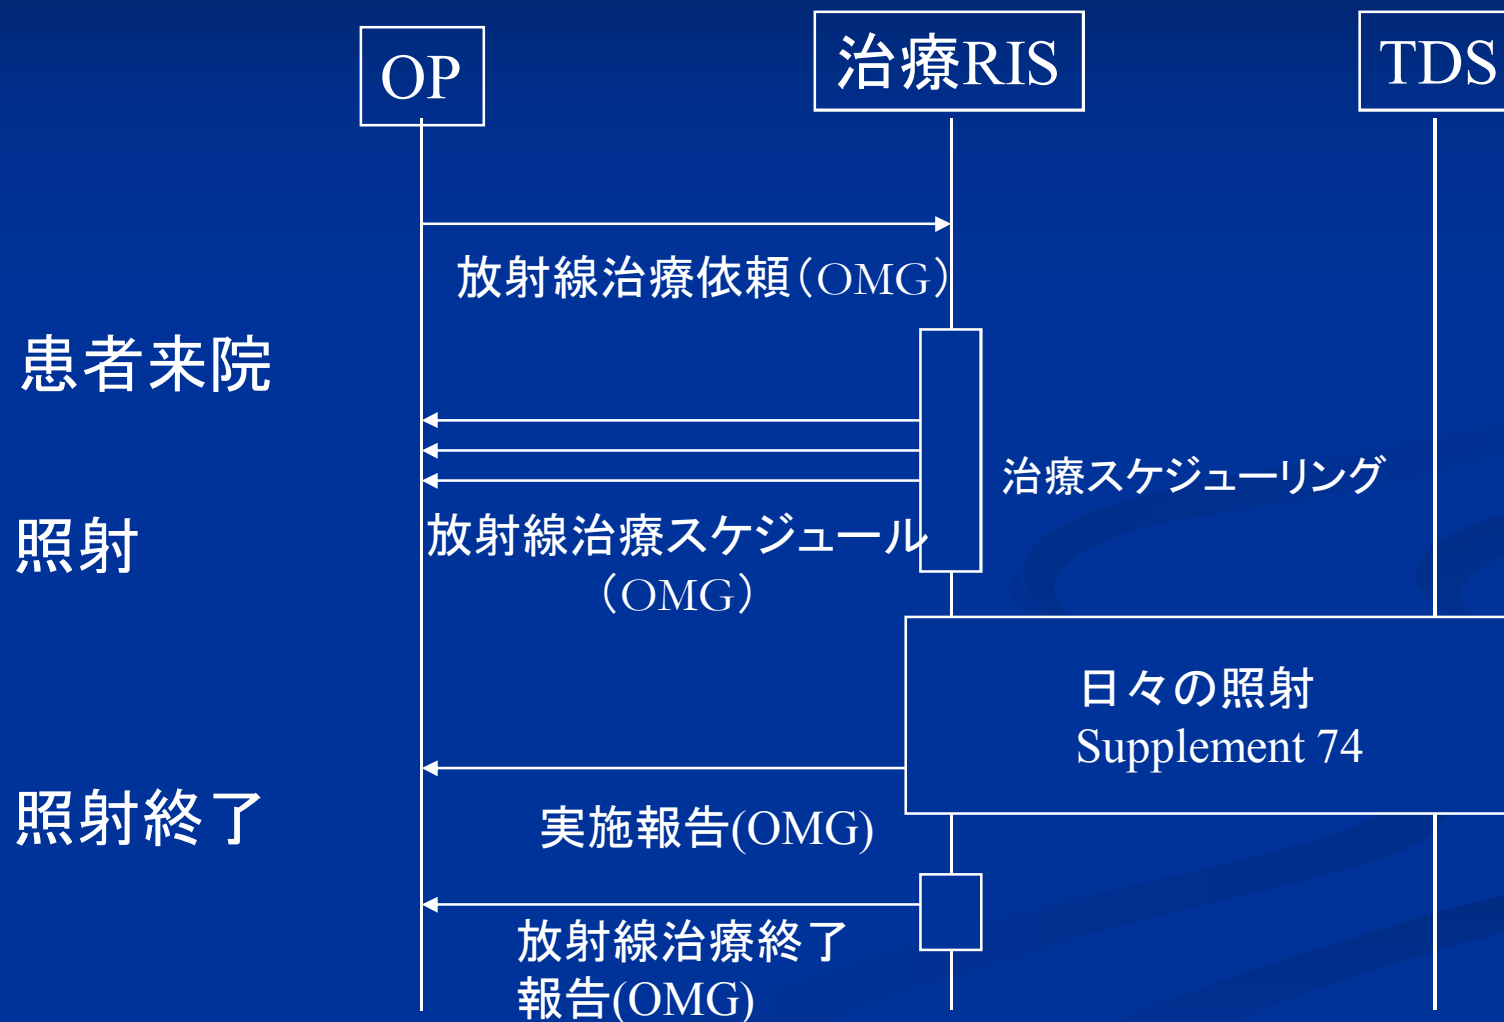 OP
治療RIS
TDS
放射線治療依頼（OMG）
患者来院
治療スケジューリング
照射
放射線治療スケジュール
（OMG）
日々の照射
Supplement 74
照射終了
実施報告(OMG)
放射線治療終了
報告(OMG)